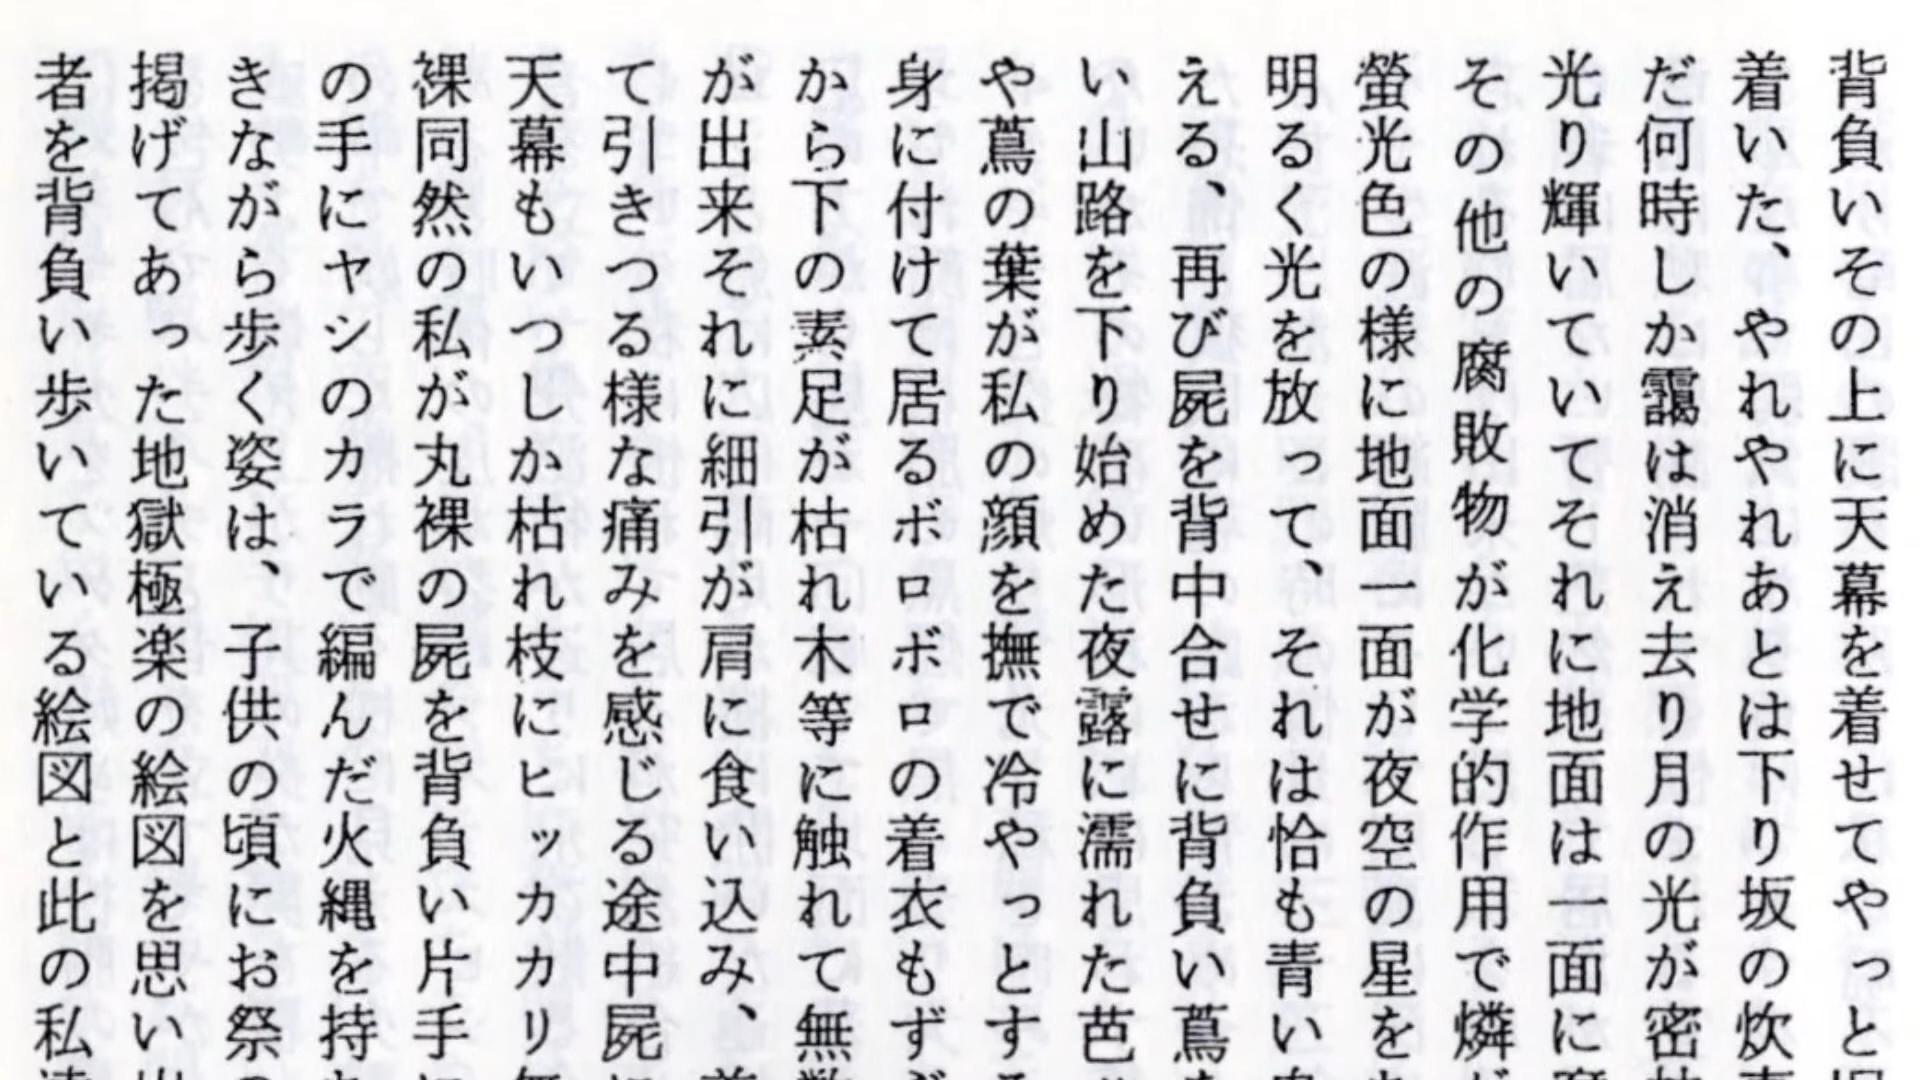 背負いその上に天幕を着せてやっと
着いた、やれやれあとは下り坂の炊
だ何時しか靄は消え去り月の光が密
光り輝いていてそれに地面は一面に
その他の腐敗物が化学的作用で燐
螢光色の様に地面一面が夜空の星を
明るく光を放って、それは恰も青い
える、再び屍を背中合せに背負い蔦
い山路を下り始めた夜露に濡れた芭
や蔦の葉が私の顔を撫で冷やっとす
身に付けて居るボロボロの着衣もず
から下の素足が枯れ木等に触れて無
が出来それに細引が肩に食い込み、
て引きつる様な痛みを感じる途中屍
天幕もいつしか枯れ枝にヒッカカリ
裸同然の私が丸裸の屍を背負い片手
の手にヤシのカラで編んだ火縄を持
きながら歩く姿は、子供の頃にお祭
掲げてあった地獄極楽の絵図を思い
者を背負い歩いている絵図と此の私